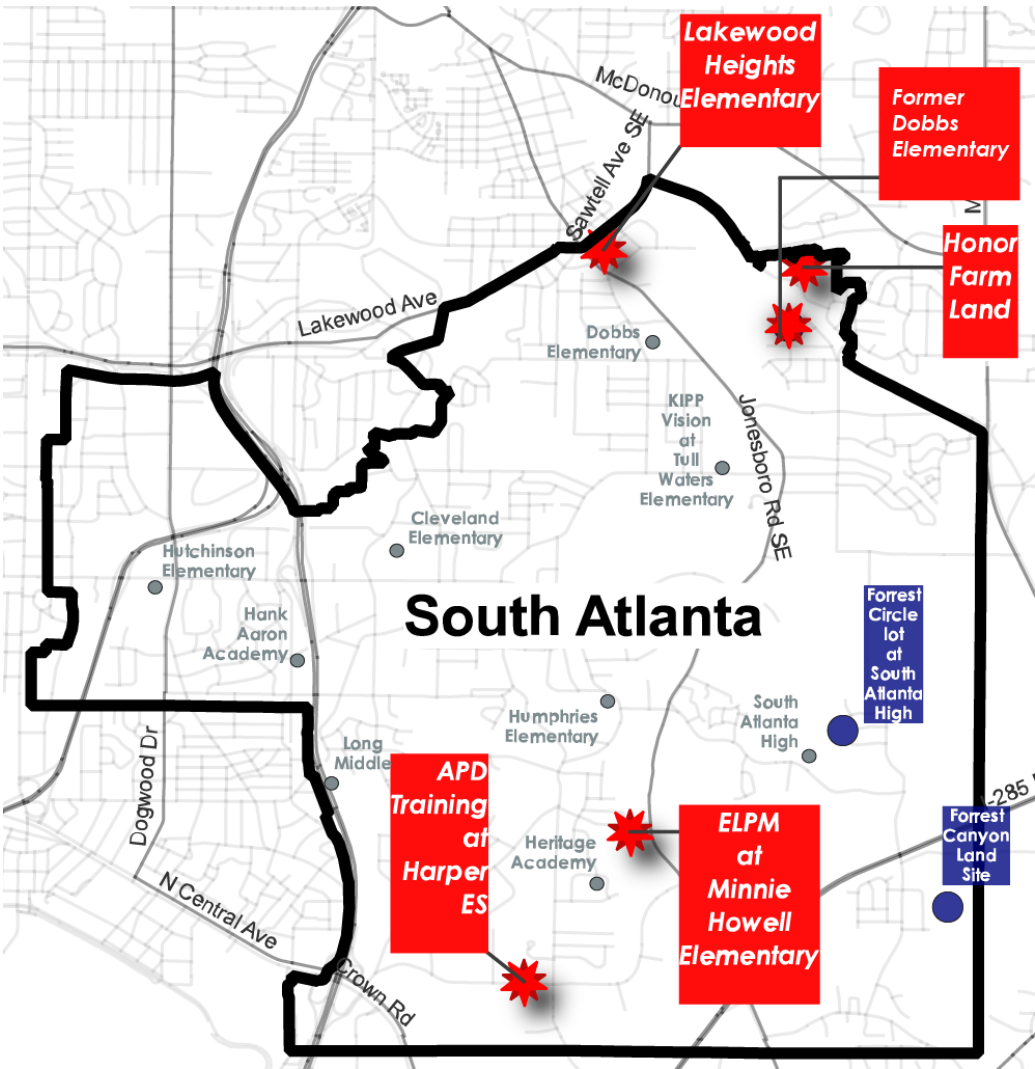 Lakewood
Heights
Elementary
McDonou
Former
Dobbs
Elementary
Sawtell Ave SE
M
Honor
Farm
Land
Lakewood Ave
Dobbs
Elementary
KIPP
Vision
at
Tull
Waters
Elementary
Jonesboro Rd SE
Cleveland
Elementary
Hutchinson
Elementary
Hank
Aaron
Academy
South Atlanta
Forrest
Circle
lot
at
South
Atlanta
High
Humphries
Elementary
South
Atlanta
High
Long
Middle
Dogwood Dr
APD
Training
at
Harper
ES
I-285
Forrest
Canyon
Land
Site
ELPM
at
Minnie
Howell
Elementary
Heritage
Academy
N Central Ave
Crown Rd